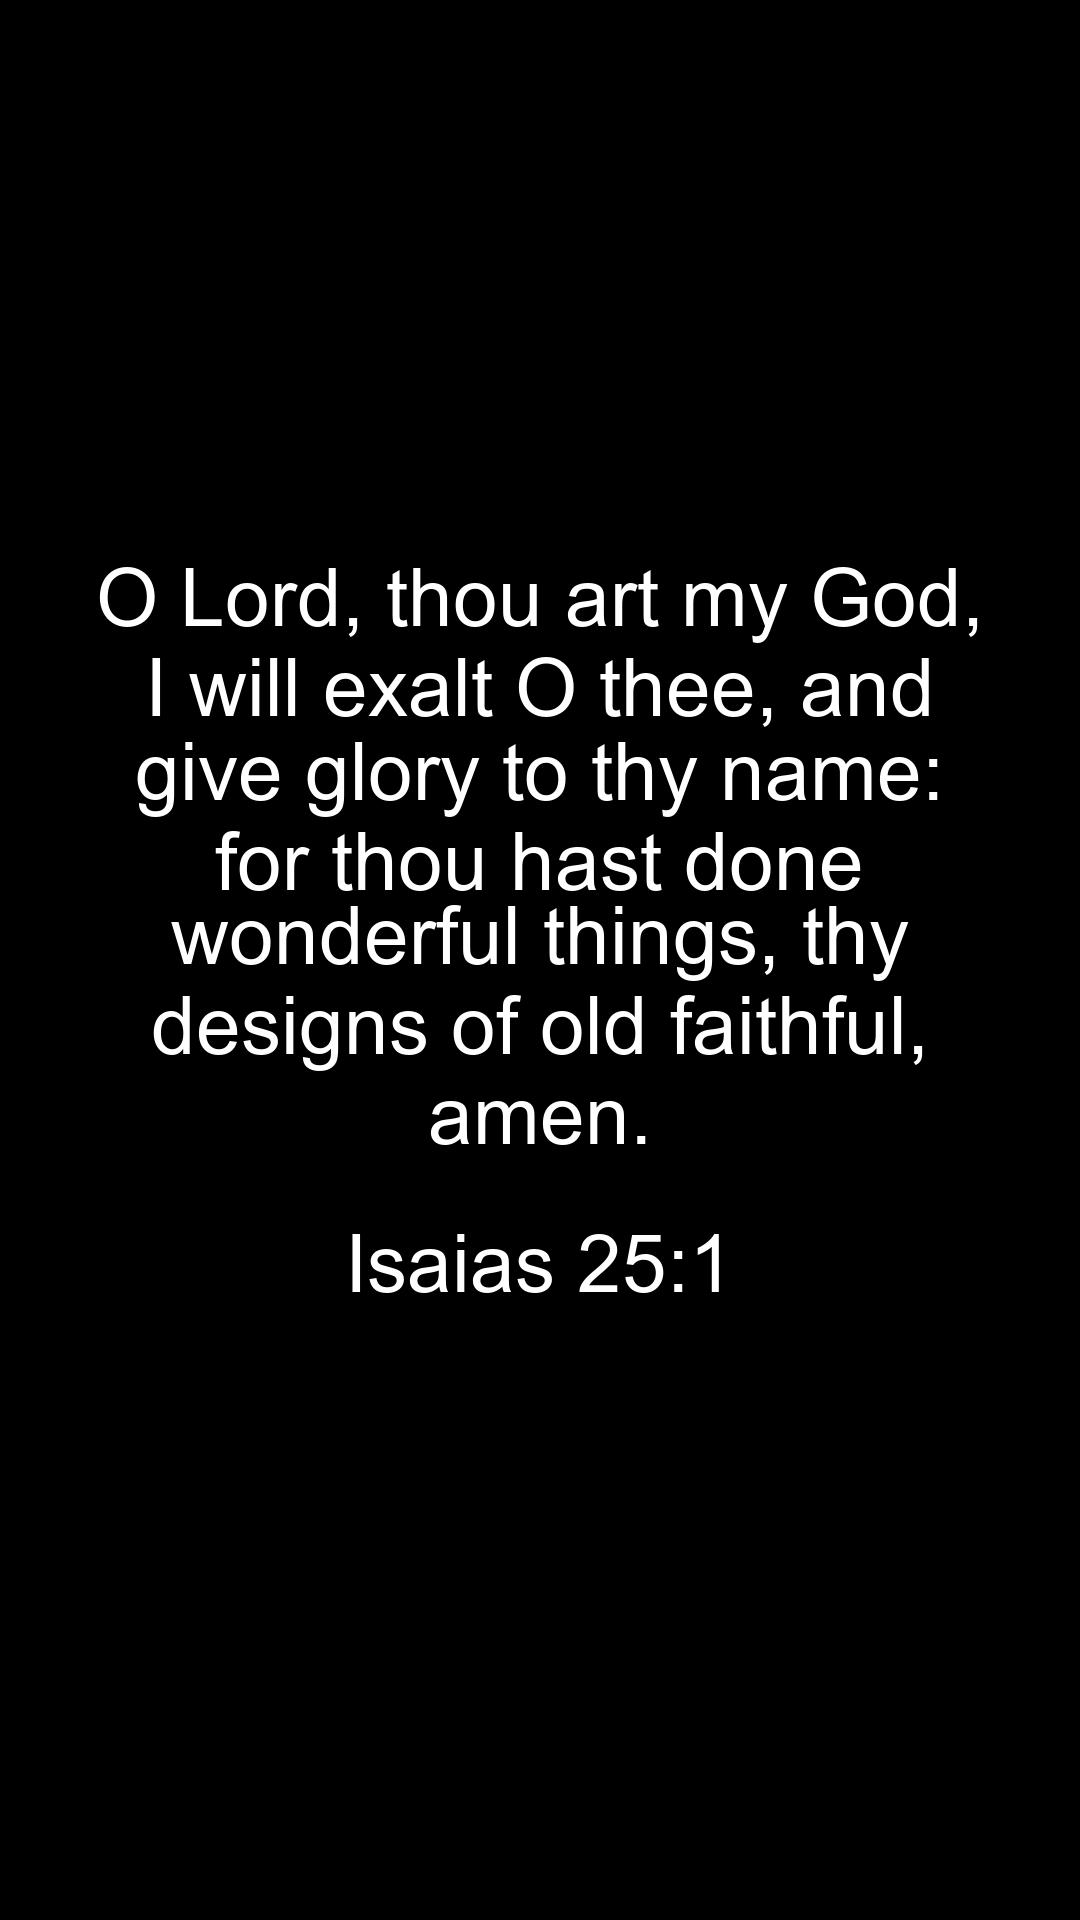 O Lord, thou art my God,
I will exalt O thee, and
give glory to thy name:
for thou hast done
wonderful things, thy
designs of old faithful,
amen.
Isaias 25:1